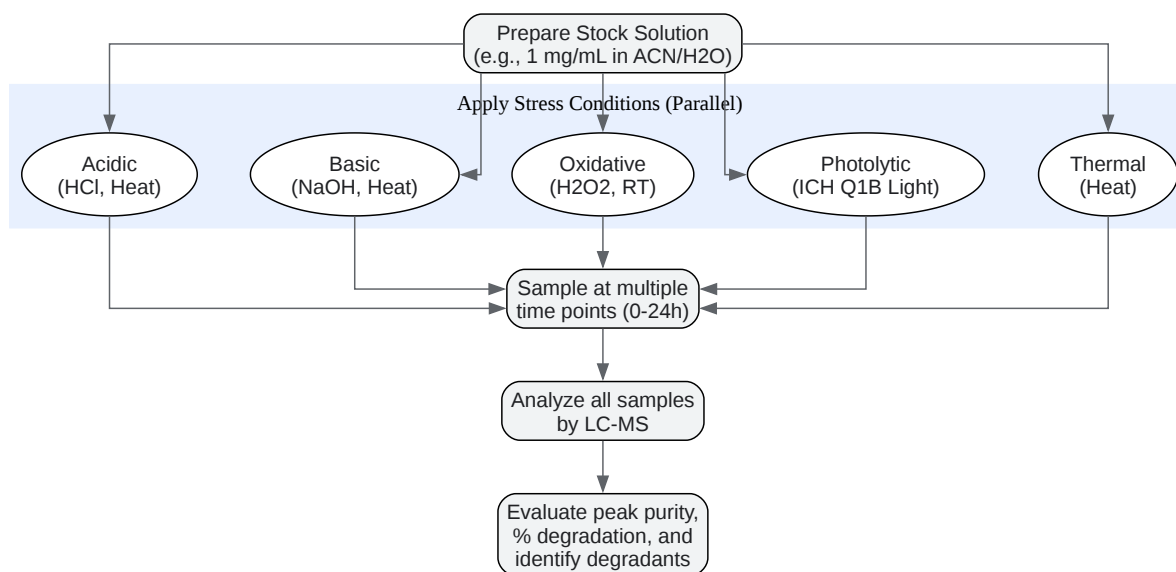 Prepare Stock Solution
(e.g., 1 mg/mL in ACN/H2O)
Apply Stress Conditions (Parallel)
Acidic
(HCl, Heat)
Basic
(NaOH, Heat)
Oxidative
(H2O2, RT)
Photolytic
(ICH Q1B Light)
Thermal
(Heat)
Sample at multiple
time points (0-24h)
Analyze all samples
by LC-MS
Evaluate peak purity,
% degradation, and
identify degradants